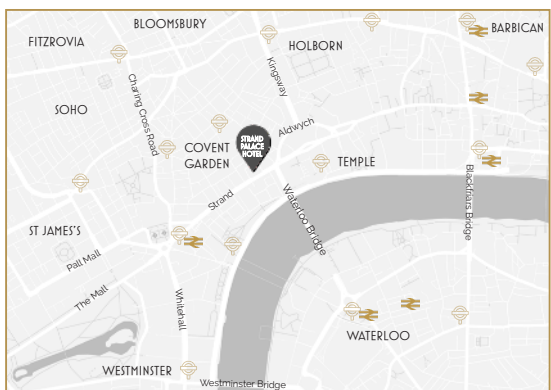 BLOOMSBURY
BARBICAN
FITZROVIA
HOLBORN
Kingsway
Charing Cross Road
SOHO
Aldwych
STRAND
PALACE
HOTEL
COVENT
GARDEN
TEMPLE
Strand
Waterloo Bridge
Blackfriars Bridge
ST JAMES'S
Pall Mall
The Mall
Whitehall
WATERLOO
WESTMINSTER
Westminster Bridge